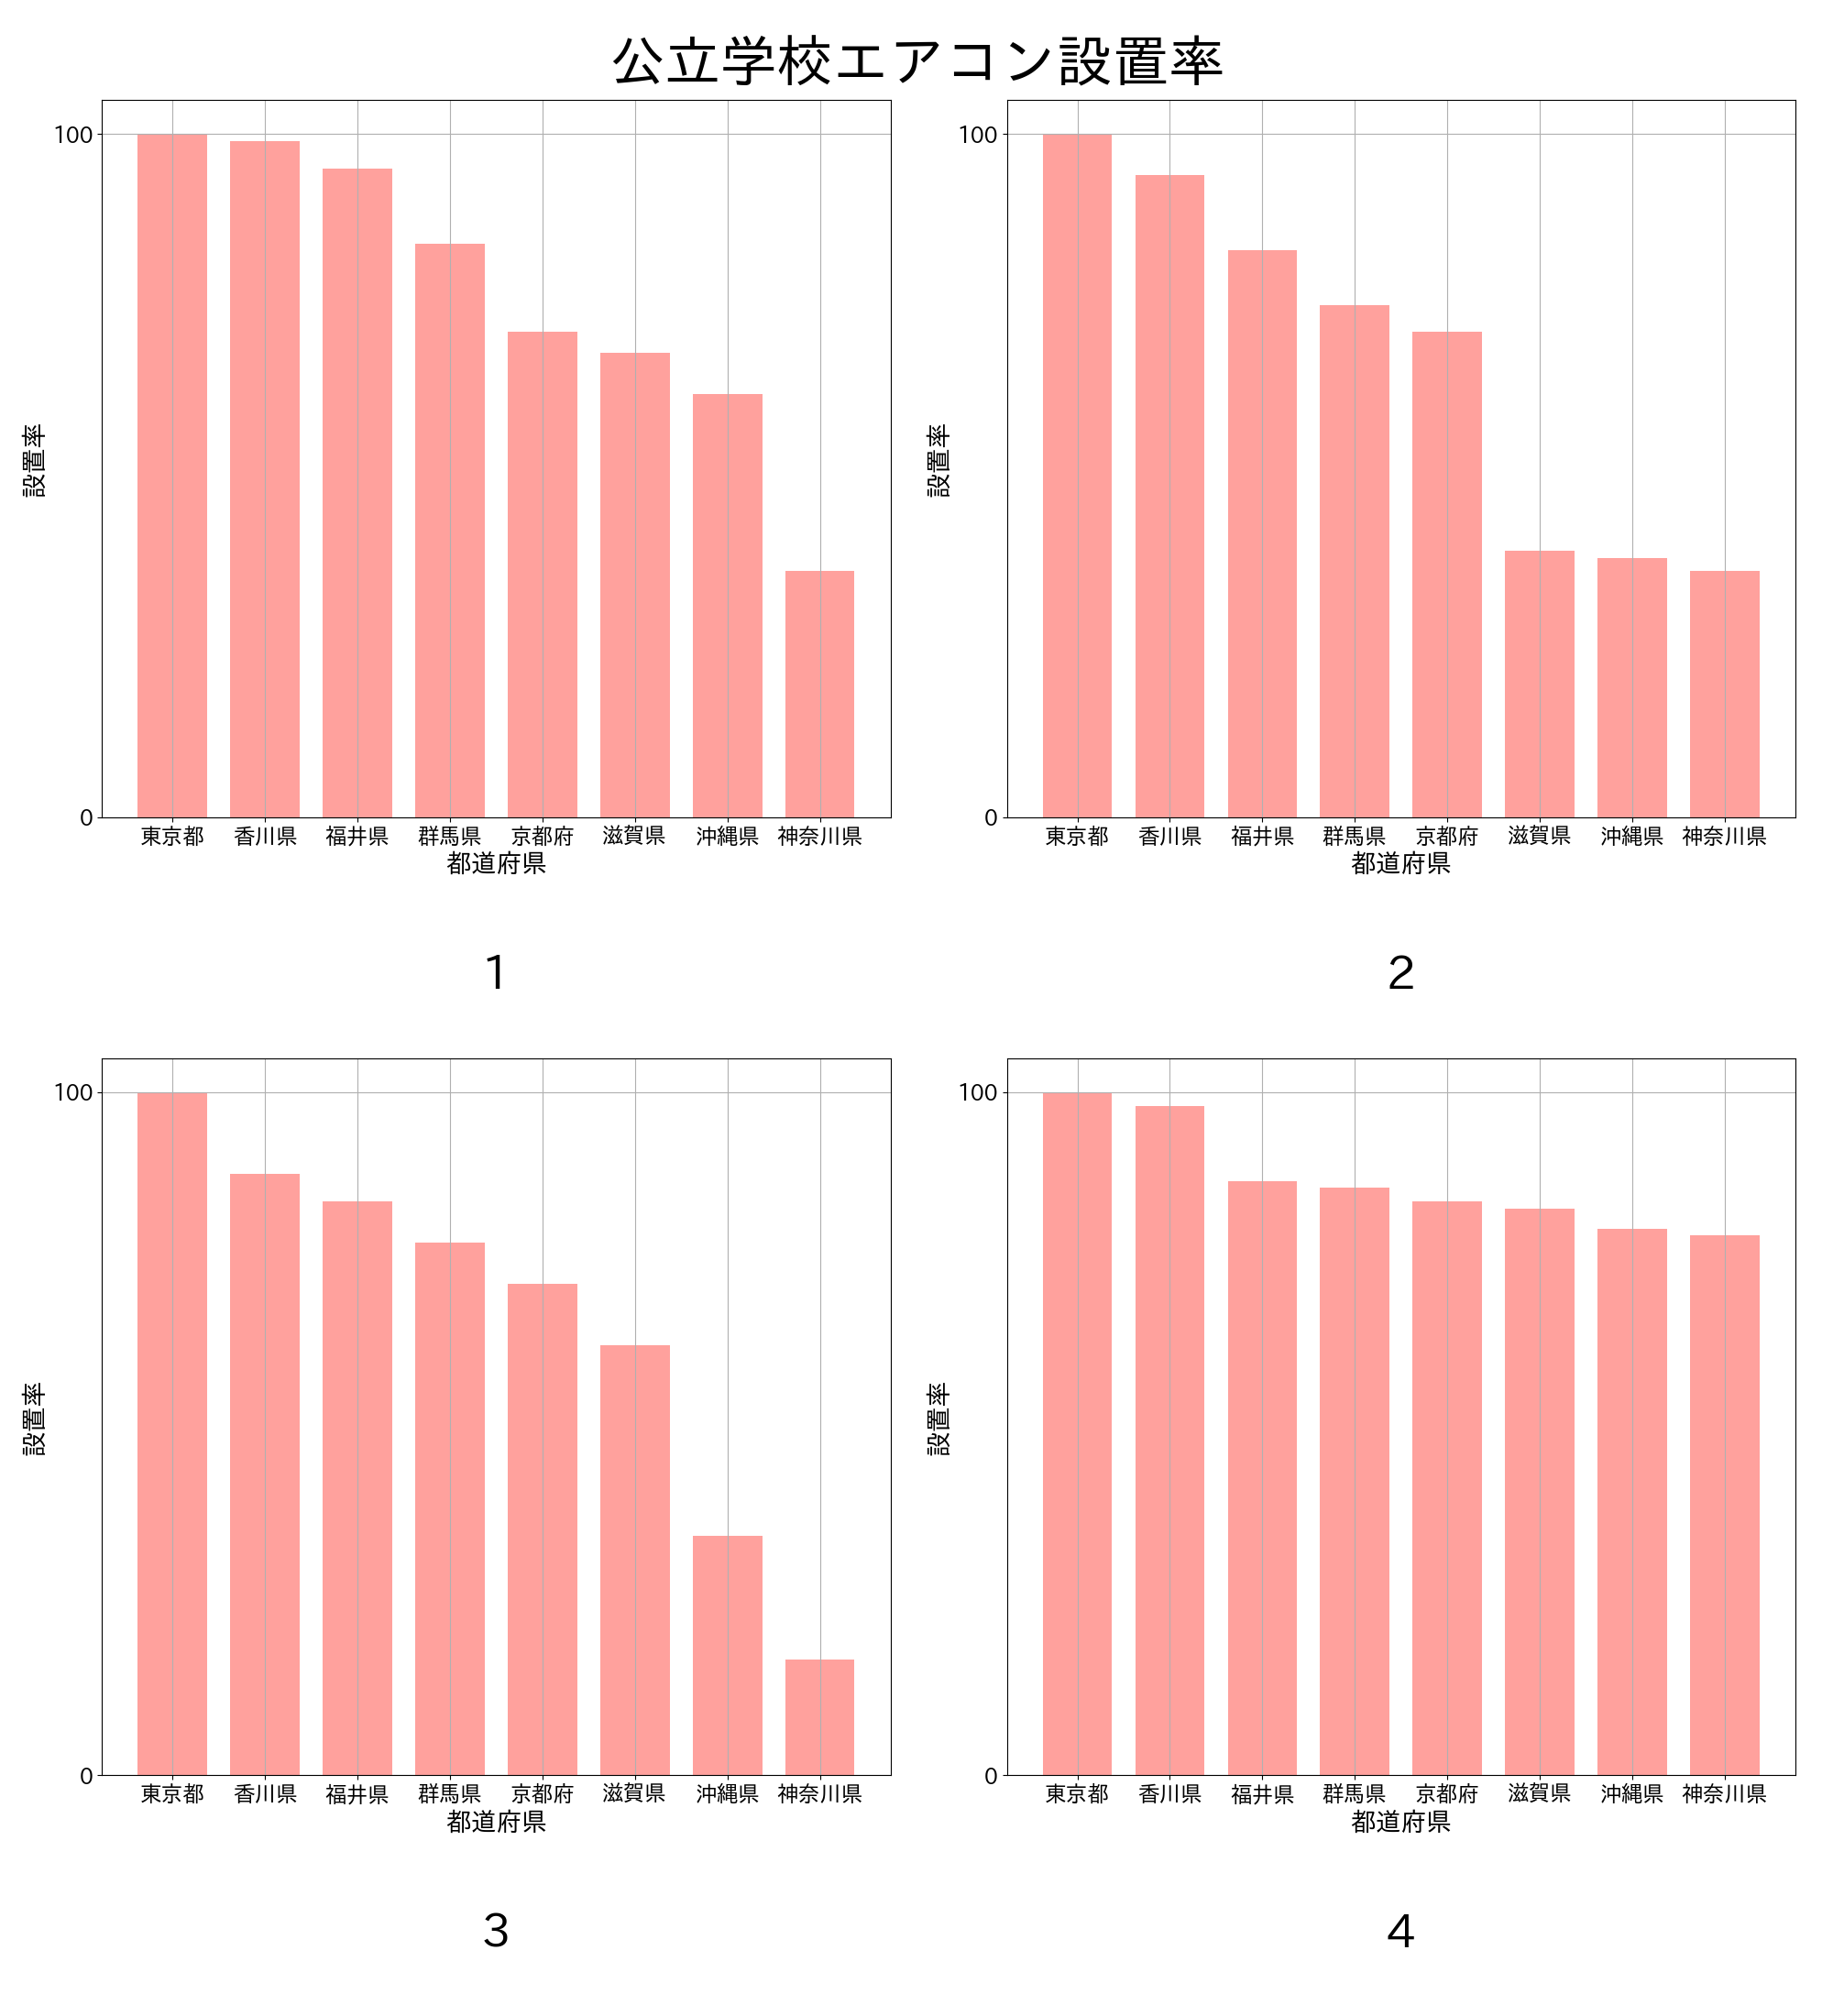 公立学校エアコン設置率
100
設置率
0
東京都 香川県 福井県 群馬県 京都府 滋賀県 沖縄県 神奈川県
都道府県
1
100
設置率
0
東京都 香川県 福井県 群馬県 京都府 滋賀県 沖縄県 神奈川県
都道府県
2
100
設置率
0
東京都 香川県 福井県 群馬県 京都府 滋賀県 沖縄県 神奈川県
都道府県
3
100
設置率
0
東京都 香川県 福井県 群馬県 京都府 滋賀県 沖縄県 神奈川県
都道府県
4